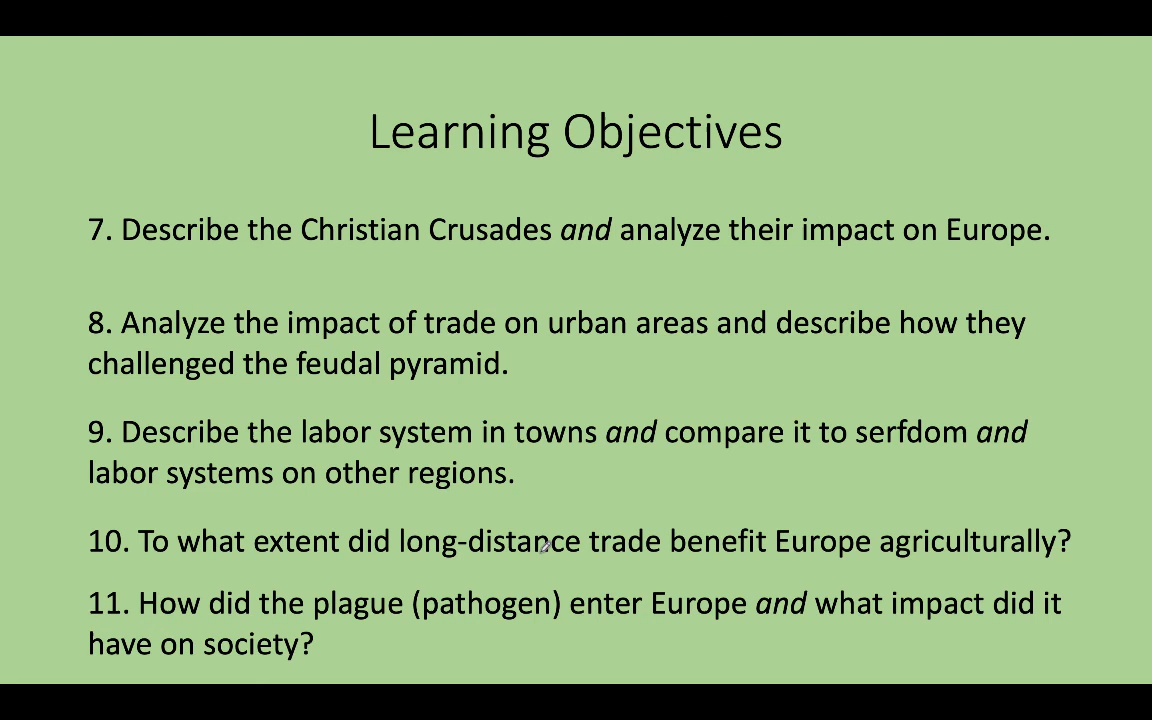 Learning Objectives
7. Describe the Christian Crusades and analyze their impact on Europe.
8. Analyze the impact of trade on urban areas and describe how they
challenged the feudal pyramid.
9. Describe the labor system in towns and compare it to serfdom and
labor systems on other regions.
10. To what extent did long-distance trade benefit Europe agriculturally?
11. How did the plague (pathogen) enter Europe and what impact did it
have on society?